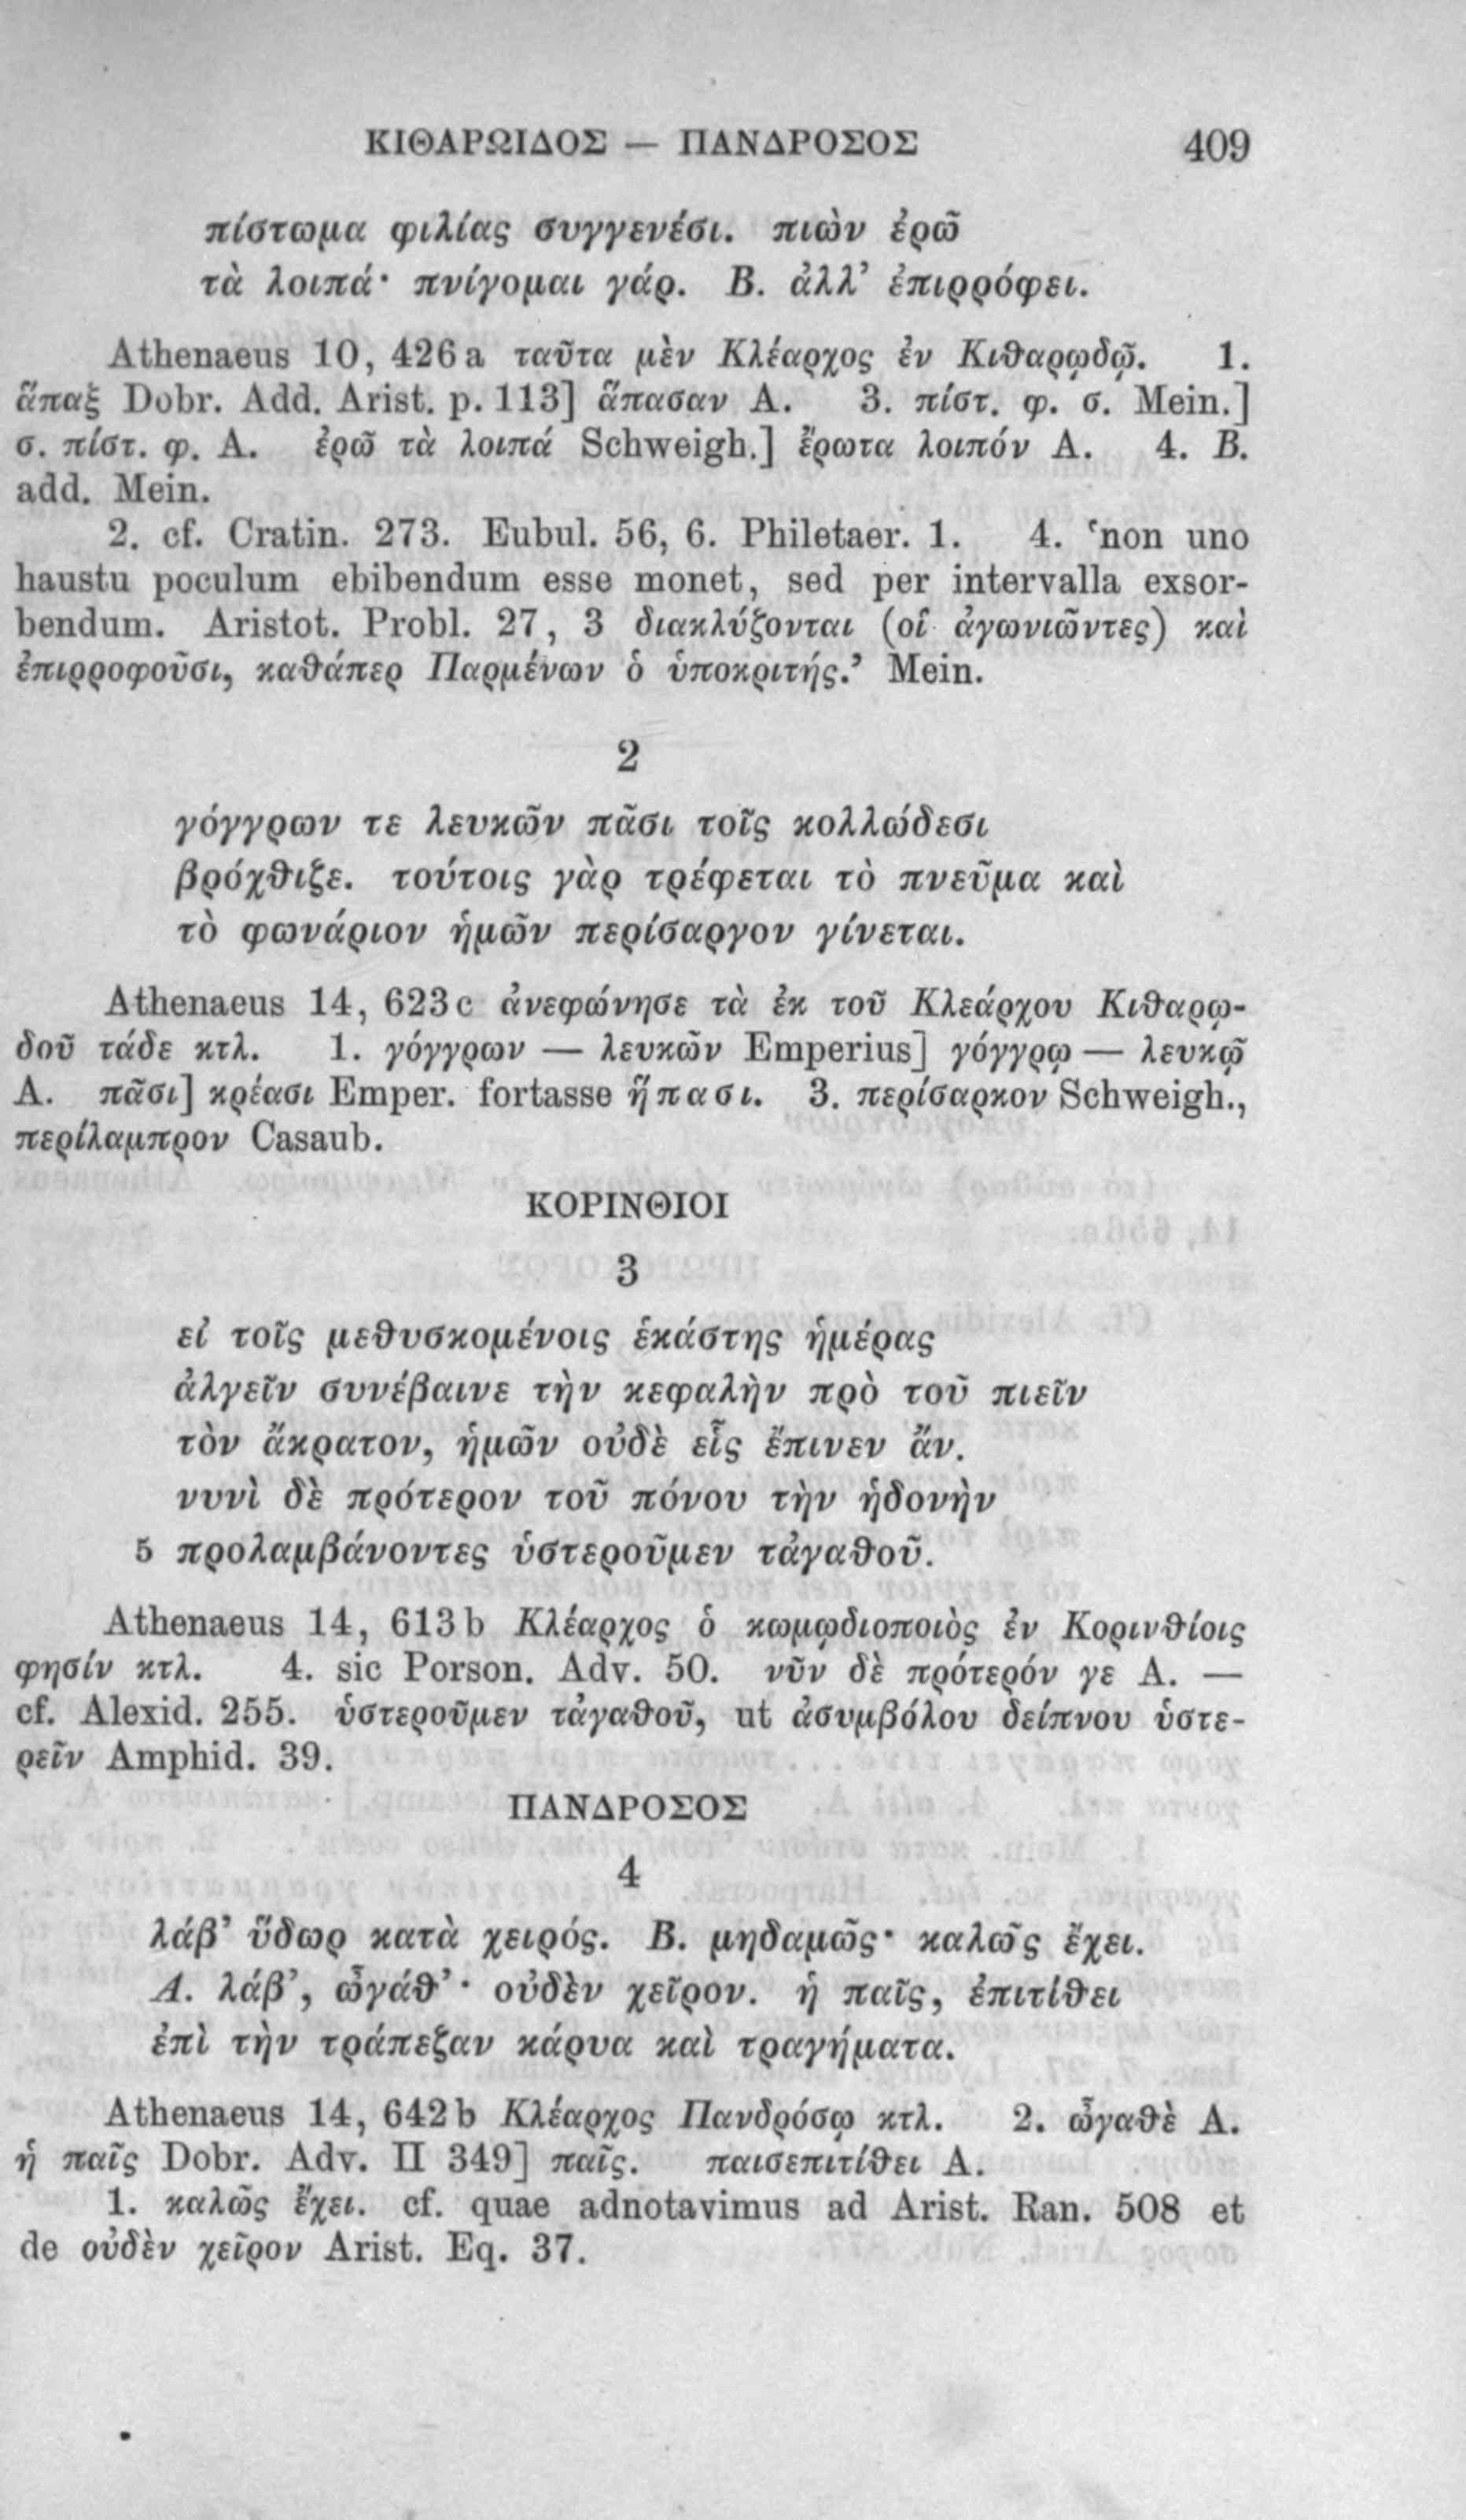 ΚΙΘΑΡΩΙΔΟΣ — ΠΑΝΔΡΟΣΟΣ 409
πίστωμα φιλίας συγγενέσι. πιὼν ἐρῶ
τὰ λοιπά· πνίγομαι γάρ. Β. ἀλλ’ ἐπιρρόφει.
Athenaeus 10, 426 a ταῦτα μὲν Κλέαρχος ἐν Κιθαρῳδῷ. 1.
ἅπαξ Dobr. Add. Arist. p. 113] ἅπασαν A. 3. πίστ. φ. σ. Mein.]
σ. πίστ. φ. A. ἐρῶ τὰ λοιπά Schweigh.] ἔρωτα λοιπόν A. 4. B.
add. Mein.
2. cf. Cratin. 273. Eubul. 56, 6. Philetaer. 1. 4. ‘non uno
haustu poculum ebibendum esse monet, sed per intervalla exsor-
bendum. Aristot. Probl. 27, 3 διακλύζονται (οἱ ἀγωνιῶντες) καὶ
ἐπιρροφοῦσι, καθάπερ Παρμένων ὁ ὑποκριτής.’ Mein.
2
γόγγρων τε λευκῶν πᾶσι τοῖς κολλώδεσι
βρόχθιζε. τούτοις γὰρ τρέφεται τὸ πνεῦμα καὶ
τὸ φωνάριον ἡμῶν περίσαργον γίνεται.
Athenaeus 14, 623 c ἀνεφώνησε τὰ ἐκ τοῦ Κλεάρχου Κιθαρῳ-
δοῦ τάδε κτλ. 1. γόγγρων — λευκῶν Emperius] γόγγρῳ — λευκῷ
A. πᾶσι] κρέασι Emper. fortasse ἥπασι. 3. περίσαρκον Schweigh.,
περίλαμπρον Casaub.
ΚΟΡΙΝΘΙΟΙ
3
εἰ τοῖς μεθυσκομένοις ἑκάστης ἡμέρας
ἀλγεῖν συνέβαινε τὴν κεφαλὴν πρὸ τοῦ πιεῖν
τὸν ἄκρατον, ἡμῶν οὐδὲ εἷς ἔπινεν ἄν.
νυνὶ δὲ πρότερον τοῦ πόνου τὴν ἡδονὴν
5 προλαμβάνοντες ὑστεροῦμεν τἀγαθοῦ.
Athenaeus 14, 613 b Κλέαρχος ὁ κωμῳδιοποιὸς ἐν Κορινθίοις
φησίν κτλ. 4. sic Porson. Adv. 50. νῦν δὲ πρότερόν γε A. —
cf. Alexid. 255. ὑστεροῦμεν τἀγαθοῦ, ut ἀσυμβόλου δείπνου ὑστε-
ρεῖν Amphid. 39.
ΠΑΝΔΡΟΣΟΣ
4
λάβ’ ὕδωρ κατὰ χειρός. Β. μηδαμῶς· καλῶς ἔχει.
Α. λάβ’, ὦγάθ’· οὐδὲν χεῖρον. ἡ παῖς, ἐπιτίθει
ἐπὶ τὴν τράπεζαν κάρυα καὶ τραγήματα.
Athenaeus 14, 642 b Κλέαρχος Πανδρόσῳ κτλ. 2. ὦγαθὲ A.
ἡ παῖς Dobr. Adv. II 349] παῖς. παισεπιτίθει A.
1. καλῶς ἔχει. cf. quae adnotavimus ad Arist. Ran. 508 et
de οὐδὲν χεῖρον Arist. Eq. 37.